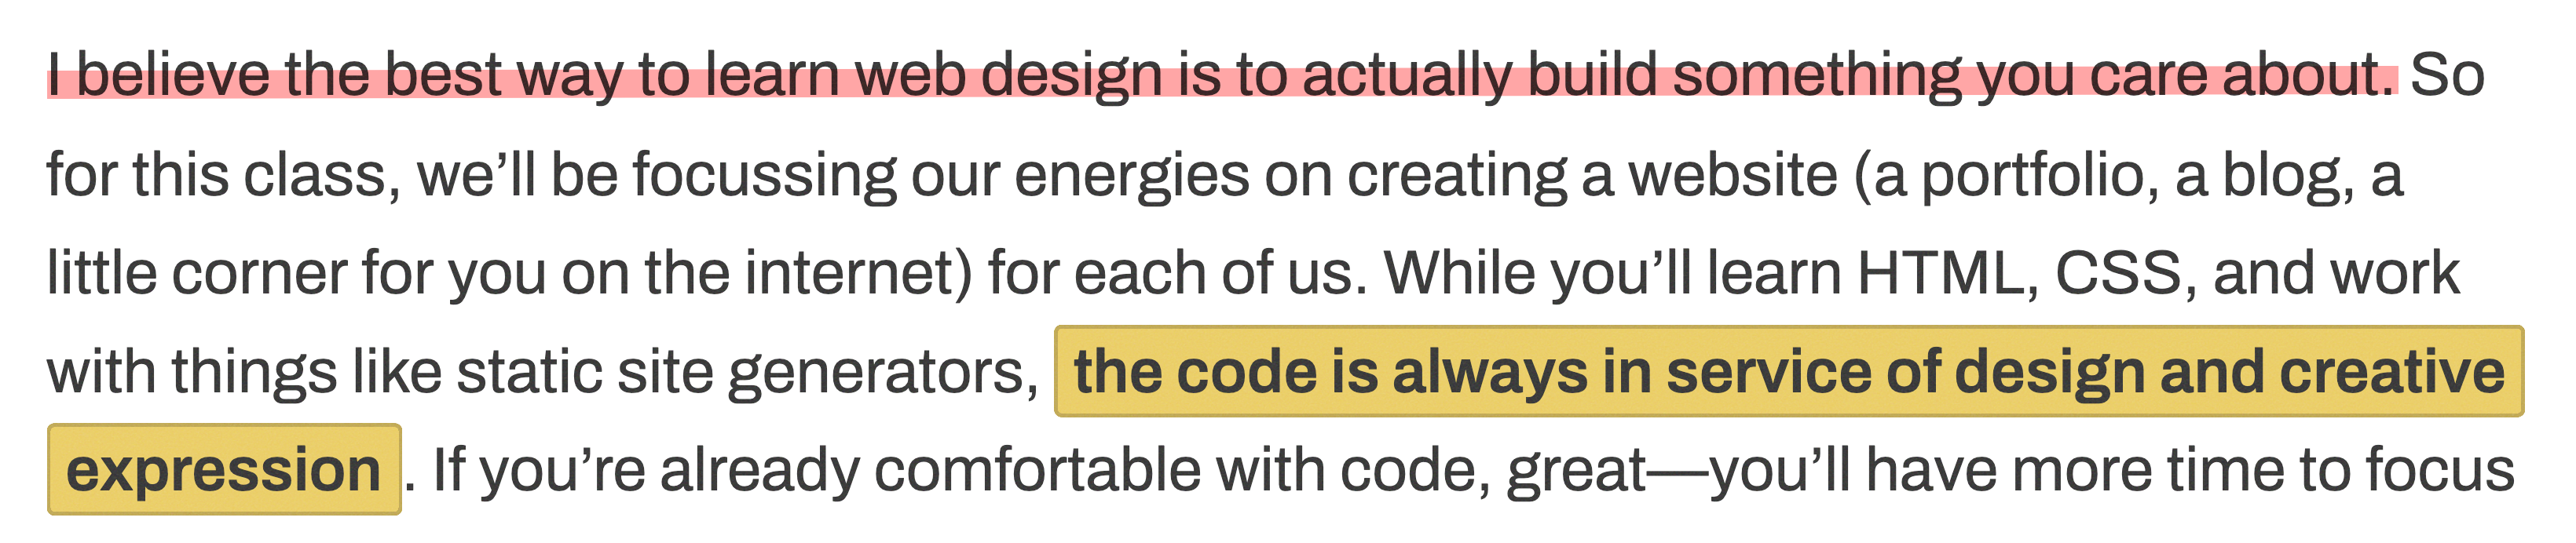 I believe the best way to learn web design is to actually build something you care about. So
for this class, we’ll be focussing our energies on creating a website (a portfolio, a blog, a
little corner for you on the internet) for each of us. While you’ll learn HTML, CSS, and work
with things like static site generators, the code is always in service of design and creative
expression. If you’re already comfortable with code, great—you’ll have more time to focus